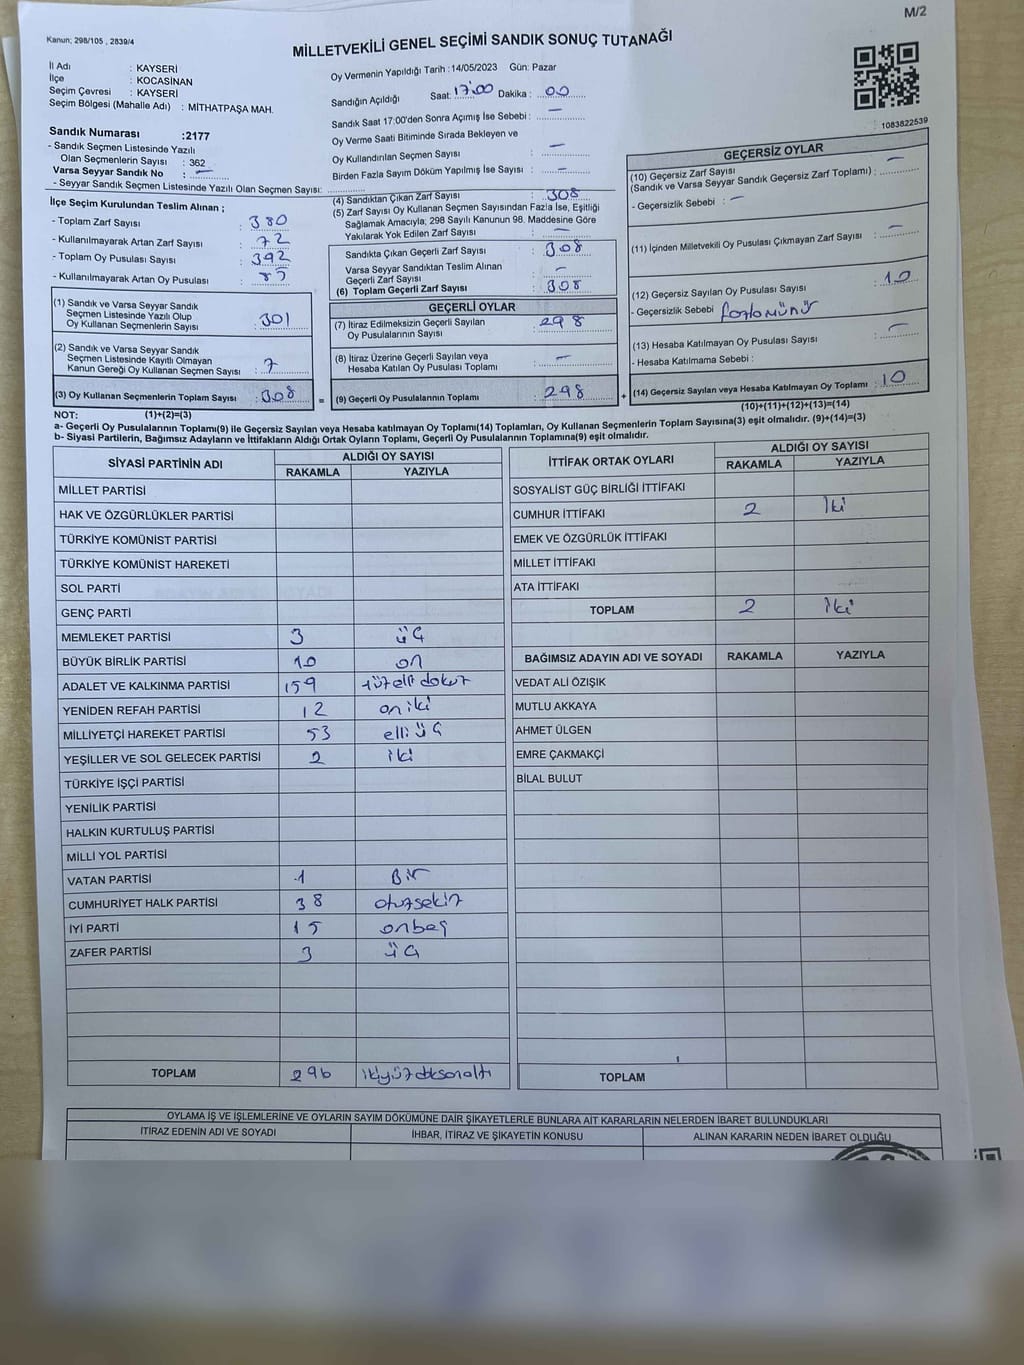 M/2
Kanun; 298/105 , 2839/4
MİLLETVEKİLİ GENEL SEÇİMİ SANDIK SONUÇ TUTANAĞI
İl Adı : KAYSERİ
İlçe : KOCASİNAN
Seçim Çevresi : KAYSERİ
Seçim Bölgesi (Mahalle Adı) : MİTHATPAŞA MAH.
Sandık Numarası :2177
- Sandık Seçmen Listesinde Yazılı
Olan Seçmenlerin Sayısı : 362
Varsa Seyyar Sandık No : —
- Seyyar Sandık Seçmen Listesinde Yazılı Olan Seçmen Sayısı:
Oy Vermenin Yapıldığı Tarih :14/05/2023 Gün: Pazar
Sandığın Açıldığı Saat: 17:00 Dakika : 00
Sandık Saat 17:00'den Sonra Açımış İse Sebebi : —
Oy Verme Saati Bitiminde Sırada Bekleyen ve
Oy Kullandırılan Seçmen Sayısı : —
Birden Fazla Sayım Döküm Yapılmış İse Sayısı : —
1083822539
İlçe Seçim Kurulundan Teslim Alınan ;
- Toplam Zarf Sayısı : 380
- Kullanılmayarak Artan Zarf Sayısı : 72
- Toplam Oy Pusulası Sayısı : 392
- Kullanılmayarak Artan Oy Pusulası : 85
(1) Sandık ve Varsa Seyyar Sandık
Seçmen Listesinde Yazılı Olup
Oy Kullanan Seçmenlerin Sayısı : 301
(2) Sandık ve Varsa Seyyar Sandık
Seçmen Listesinde Kayıtlı Olmayan
Kanun Gereği Oy Kullanan Seçmen Sayısı : 7
(3) Oy Kullanan Seçmenlerin Toplam Sayısı : 308 =
(4) Sandıktan Çıkan Zarf Sayısı : 308
(5) Zarf Sayısı Oy Kullanan Seçmen Sayısından Fazla İse, Eşitliği
Sağlamak Amacıyla, 298 Sayılı Kanunun 98. Maddesine Göre
Yakılarak Yok Edilen Zarf Sayısı : —
Sandıkta Çıkan Geçerli Zarf Sayısı : 308
Varsa Seyyar Sandıktan Teslim Alınan
Geçerli Zarf Sayısı : —
(6) Toplam Geçerli Zarf Sayısı : 308
GEÇERLİ OYLAR
(7) İtiraz Edilmeksizin Geçerli Sayılan
Oy Pusulalarının Sayısı : 298
(8) İtiraz Üzerine Geçerli Sayılan veya
Hesaba Katılan Oy Pusulası Toplamı : —
(9) Geçerli Oy Pusulalarının Toplamı : 298 +
GEÇERSİZ OYLAR
(10) Geçersiz Zarf Sayısı
(Sandık ve Varsa Seyyar Sandık Geçersiz Zarf Toplamı) : —
- Geçersizlik Sebebi : —
(11) İçinden Milletvekili Oy Pusulası Çıkmayan Zarf Sayısı : —
(12) Geçersiz Sayılan Oy Pusulası Sayısı : 10
- Geçersizlik Sebebi
(13) Hesaba Katılmayan Oy Pusulası Sayısı : —
- Hesaba Katılmama Sebebi :
(14) Geçersiz Sayılan veya Hesaba Katılmayan Oy Toplamı : 10
NOT: (1)+(2)=(3) (10)+(11)+(12)+(13)=(14)
a- Geçerli Oy Pusulalarının Toplamı(9) ile Geçersiz Sayılan veya Hesaba katılmayan Oy Toplamı(14) Toplamları, Oy Kullanan Seçmenlerin Toplam Sayısına(3) eşit olmalıdır. (9)+(14)=(3)
b- Siyasi Partilerin, Bağımsız Adayların ve İttifakların Aldığı Ortak Oyların Toplamı, Geçerli Oy Pusulalarının Toplamına(9) eşit olmalıdır.
SİYASİ PARTİNİN ADI ALDIĞI OY SAYISI
RAKAMLA YAZIYLA
MİLLET PARTİSİ
HAK VE ÖZGÜRLÜKLER PARTİSİ
TÜRKİYE KOMÜNİST PARTİSİ
TÜRKİYE KOMÜNİST HAREKETİ
SOL PARTİ
GENÇ PARTİ
MEMLEKET PARTİSİ 3 üç
BÜYÜK BİRLİK PARTİSİ 10 on
ADALET VE KALKINMA PARTİSİ 159 yüzelli dokuz
YENİDEN REFAH PARTİSİ 12 on iki
MİLLİYETÇİ HAREKET PARTİSİ 53 elli üç
YEŞİLLER VE SOL GELECEK PARTİSİ 2 iki
TÜRKİYE İŞÇİ PARTİSİ
YENİLİK PARTİSİ
HALKIN KURTULUŞ PARTİSİ
MİLLİ YOL PARTİSİ
VATAN PARTİSİ 1 Bir
CUMHURİYET HALK PARTİSİ 38 otuzsekiz
İYİ PARTİ 15 onbeş
ZAFER PARTİSİ 3 üç
TOPLAM 296 ikiyüzdoksanaltı
İTTİFAK ORTAK OYLARI ALDIĞI OY SAYISI
RAKAMLA YAZIYLA
SOSYALİST GÜÇ BİRLİĞİ İTTİFAKI
CUMHUR İTTİFAKI 2 iki
EMEK VE ÖZGÜRLÜK İTTİFAKI
MİLLET İTTİFAKI
ATA İTTİFAKI
TOPLAM 2 iki
BAĞIMSIZ ADAYIN ADI VE SOYADI RAKAMLA YAZIYLA
VEDAT ALİ ÖZIŞIK
MUTLU AKKAYA
AHMET ÜLGEN
EMRE ÇAKMAKÇİ
BİLAL BULUT
TOPLAM
OYLAMA İŞ VE İŞLEMLERİNE VE OYLARIN SAYIM DÖKÜMÜNE DAİR ŞİKAYETLERLE BUNLARA AİT KARARLARIN NELERDEN İBARET BULUNDUKLARI
İTİRAZ EDENİN ADI VE SOYADI İHBAR, İTİRAZ VE ŞİKAYETİN KONUSU ALINAN KARARIN NEDEN İBARET OLDUĞU